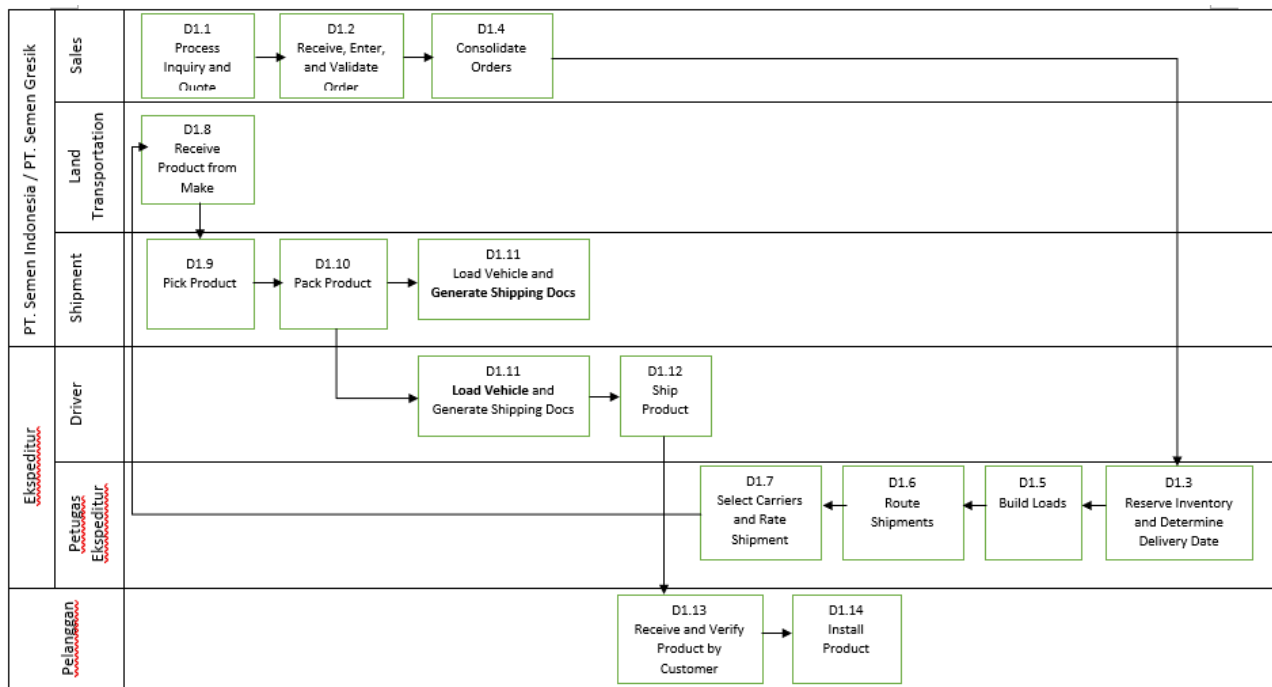 PT. Semen Indonesia / PT. Semen Gresik
Sales
D1.1
Process
Inquiry and
Quote
D1.2
Receive, Enter,
and Validate
Order
D1.4
Consolidate
Orders
Land
Transportation
D1.8
Receive
Product from
Make
Shipment
D1.9
Pick Product
D1.10
Pack Product
D1.11
Load Vehicle and
Generate Shipping Docs
Ekspeditur
Driver
D1.11
Load Vehicle and
Generate Shipping Docs
D1.12
Ship
Product
Petugas
Ekspeditur
D1.7
Select Carriers
and Rate
Shipment
D1.6
Route
Shipments
D1.5
Build Loads
D1.3
Reserve Inventory
and Determine
Delivery Date
Pelanggan
D1.13
Receive and Verify
Product by
Customer
D1.14
Install
Product